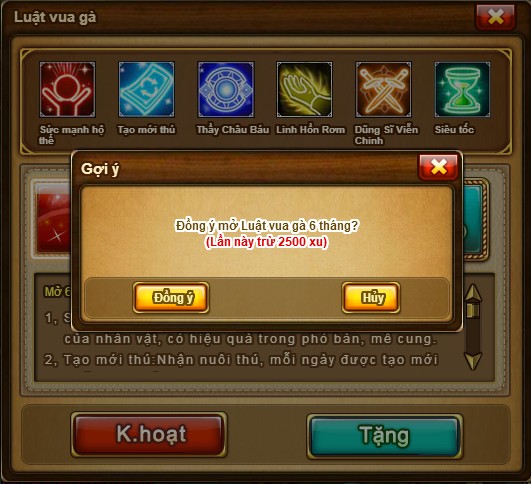 Luật vua gà
Sức mạnh hộ
thế
Tạo mới thú
Thầy Châu Báu
Linh Hồn Rơm
Dũng Sĩ Viễn
Chinh
Siêu tốc
Gợi ý
Đồng ý mở Luật vua gà 6 tháng?
(Lần này trừ 2500 xu)
Đồng ý
Hủy
Mở 6
1, S
của nhân vật, có hiệu quả trong phó bản, mê cung.
2, Tạo mới thú:Nhận nuôi thú, mỗi ngày được tạo mới
K.hoạt
Tặng